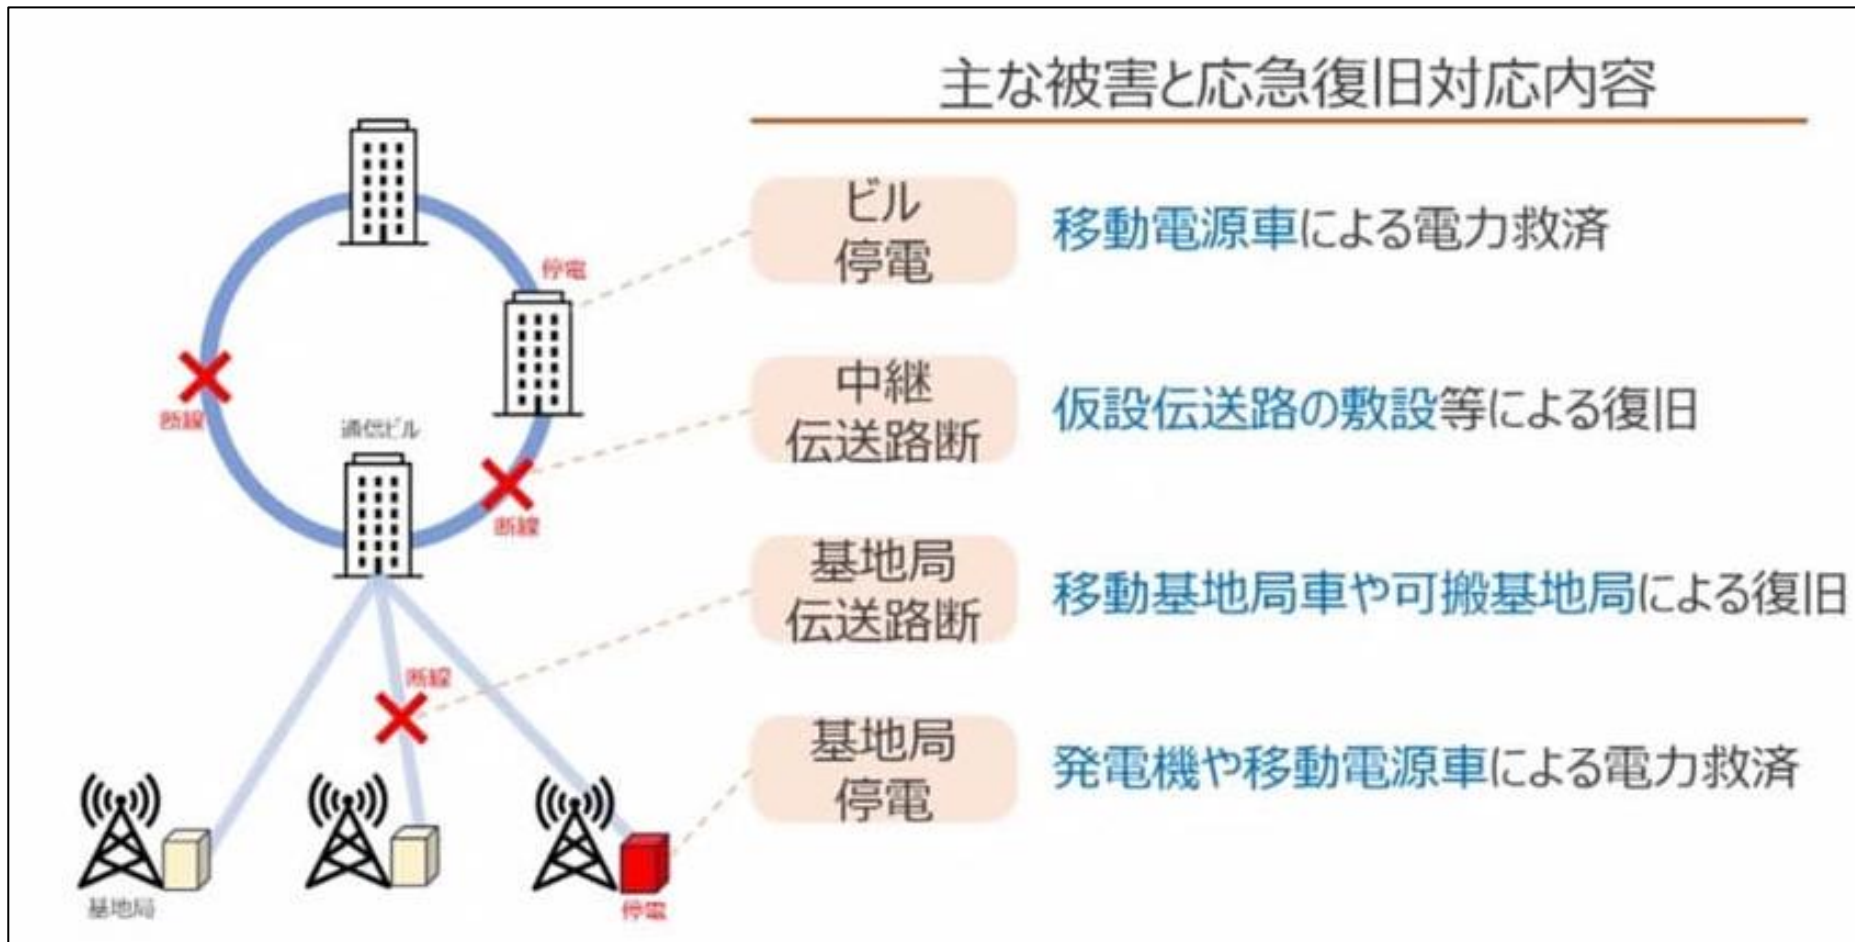 主な被害と応急復旧対応内容
ビル
停電
移動電源車による電力救済
中継
伝送路断
仮設伝送路の敷設等による復旧
基地局
伝送路断
移動基地局車や可搬基地局による復旧
基地局
停電
発電機や移動電源車による電力救済
停電
断線
通信ビル
断線
断線
基地局
停電